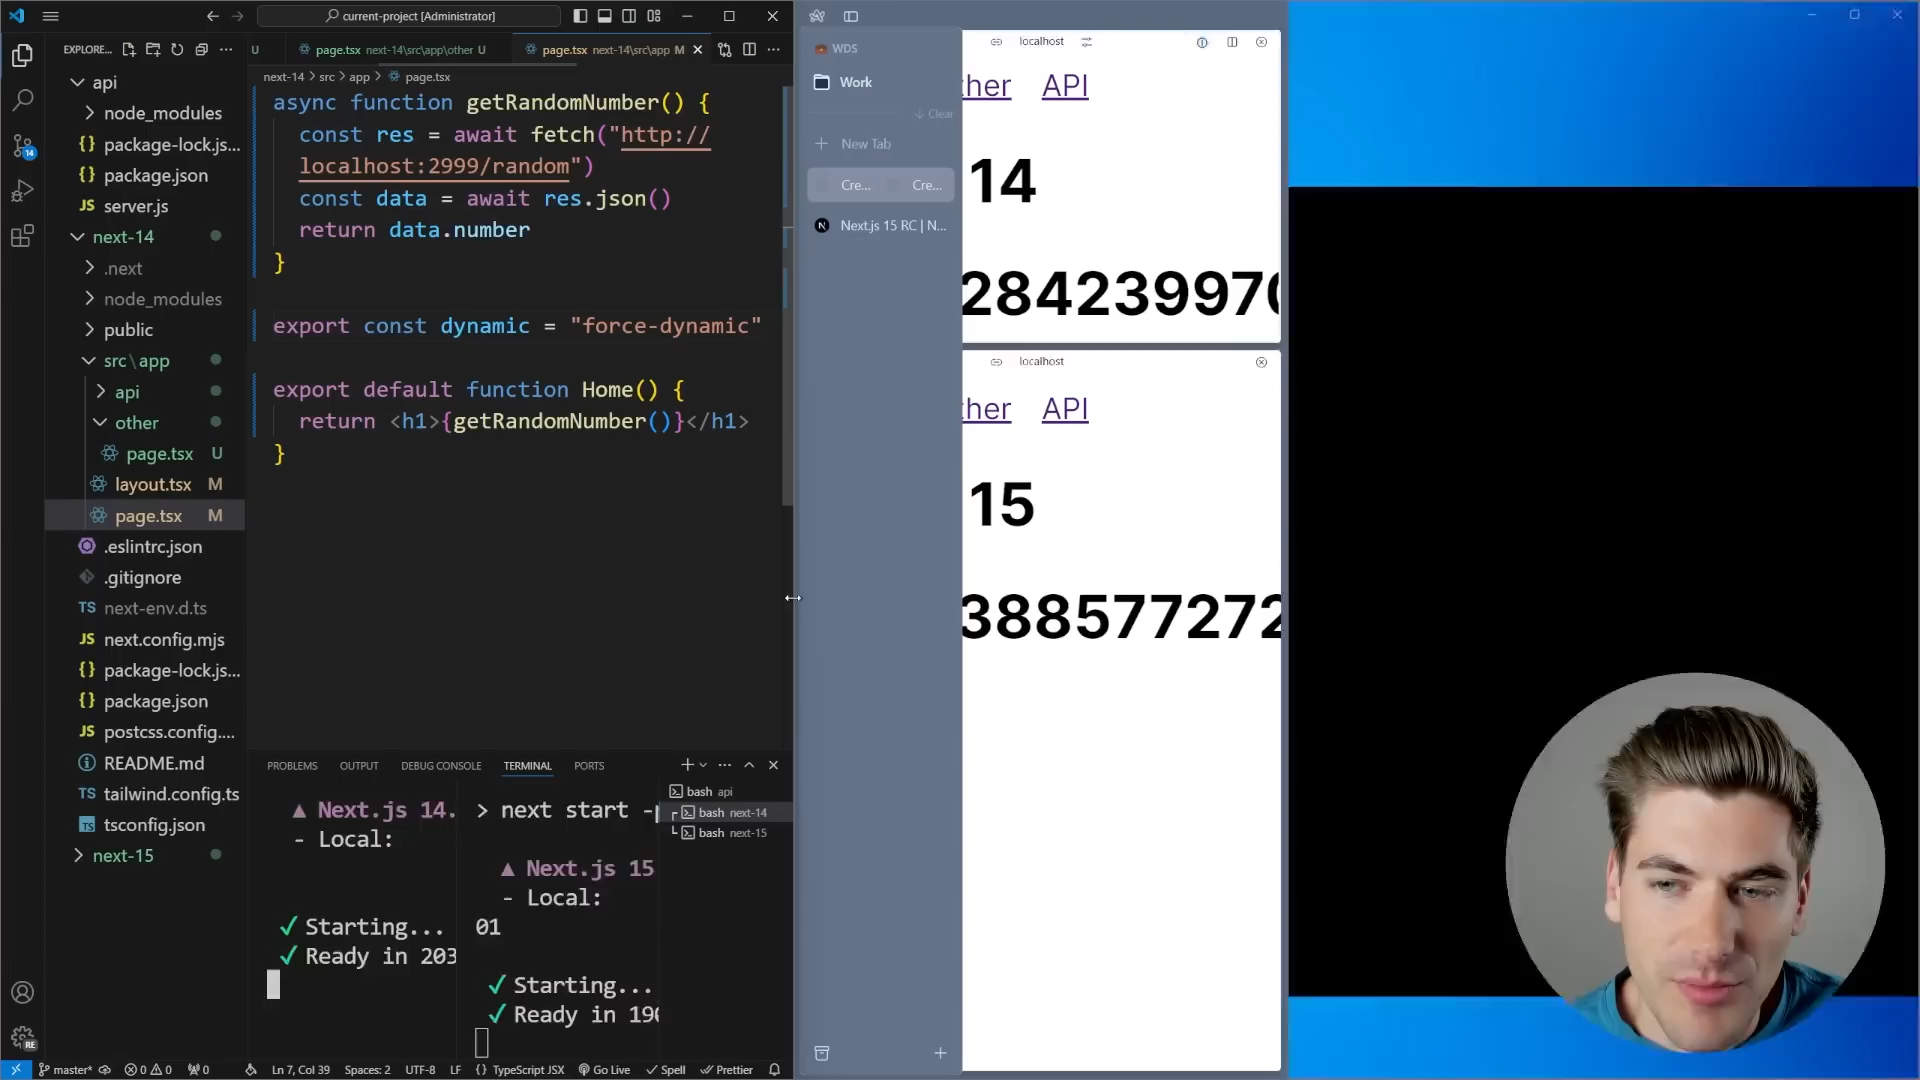 current-project [Administrator]
EXPLORE...
api
node_modules
package-lock.js...
package.json
server.js
next-14
.next
node_modules
public
src\app
api
other
page.tsx U
layout.tsx M
page.tsx M
.eslintrc.json
.gitignore
next-env.d.ts
next.config.mjs
package-lock.js...
package.json
postcss.config....
README.md
tailwind.config.ts
tsconfig.json
next-15
14
RE
U
page.tsx next-14\src\app\other U
page.tsx next-14\src\app M
next-14 > src > app > page.tsx
async function getRandomNumber() {
const res = await fetch("http://
localhost:2999/random")
const data = await res.json()
return data.number
}
export const dynamic = "force-dynamic"
export default function Home() {
return <h1>{getRandomNumber()}</h1>
}
PROBLEMS OUTPUT DEBUG CONSOLE TERMINAL PORTS
▲ Next.js 14.
- Local:
✓ Starting...
✓ Ready in 203
> next start -p
▲ Next.js 15
- Local:
01
✓ Starting...
✓ Ready in 190
bash api
bash next-14
bash next-15
master* 0 0 0 Ln 7, Col 39 Spaces: 2 UTF-8 LF {} TypeScript JSX Go Live Spell Prettier
WDS
Work
Clear
New Tab
Cre... Cre...
N Next.js 15 RC | N...
localhost
ther API
14
284239970
localhost
ther API
15
388577272